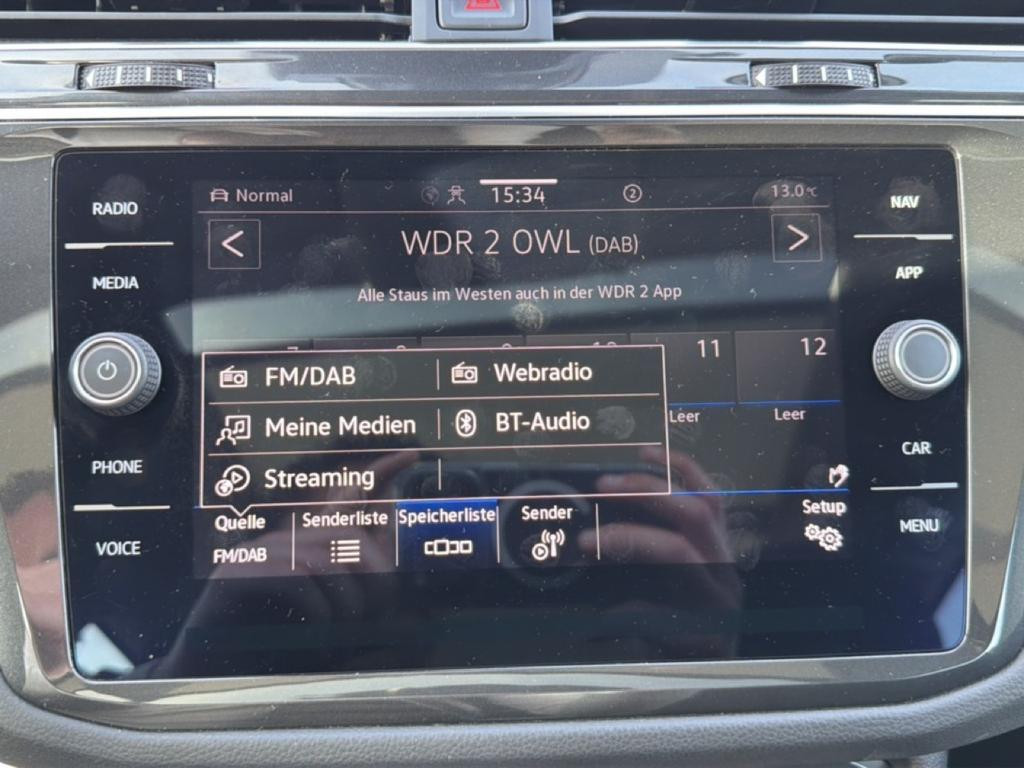 RADIO
MEDIA
PHONE
VOICE
NAV
APP
CAR
MENU
Normal 15:34 2 13.0°C
< WDR 2 OWL (DAB) >
Alle Staus im Westen auch in der WDR 2 App
11 12
Leer Leer
FM/DAB Webradio
Meine Medien BT-Audio
Streaming
Quelle Senderliste Speicherliste Sender Setup
FM/DAB